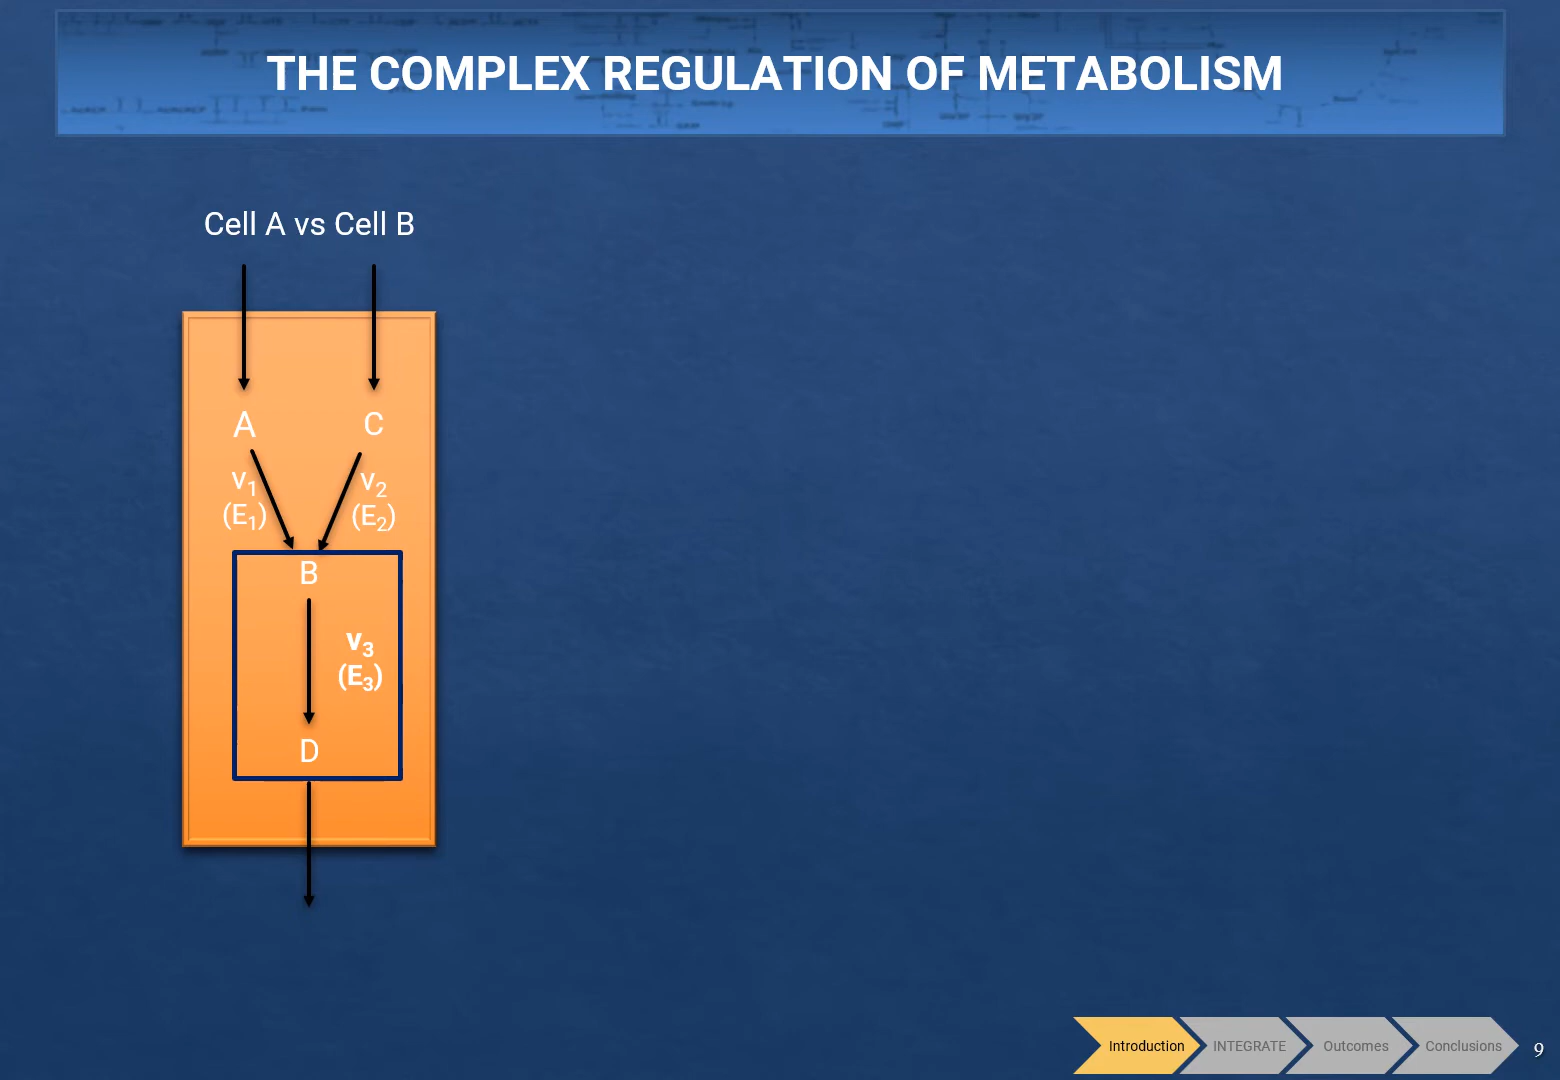 THE COMPLEX REGULATION OF METABOLISM
Cell A vs Cell B
A C
v1 v2
(E1) (E2)
B
v3
(E3)
D
Introduction INTEGRATE Outcomes Conclusions 9